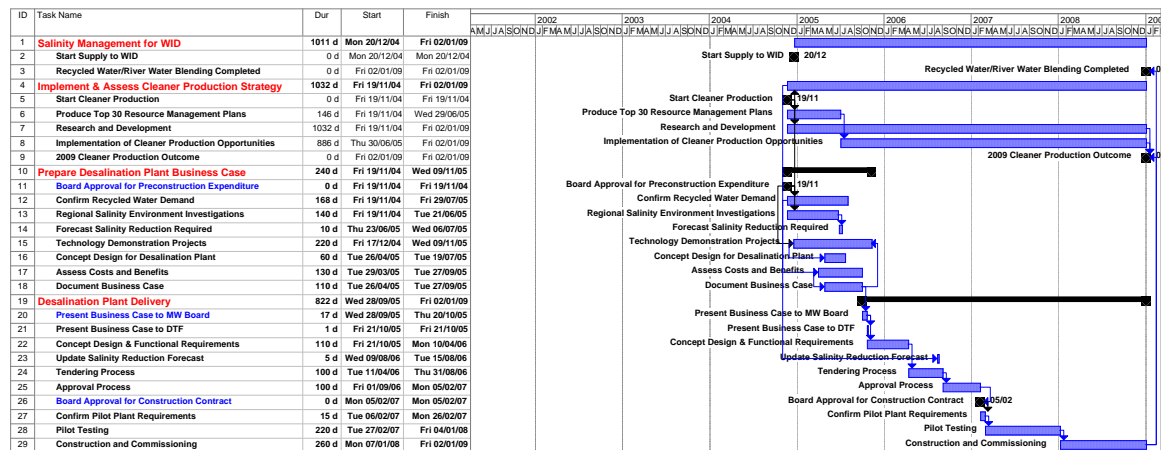 ID Task Name Dur Start Finish 2002 2003 2004 2005 2006 2007 2008 200
A M J J A S O N D J F M A M J J A S O N D J F M A M J J A S O N D J F M A M J J A S O N D J F M A M J J A S O N D J F M A M J J A S O N D J F M A M J J A S O N D J F M A M J J A S O N D J F
1 Salinity Management for WID 1011 d Mon 20/12/04 Fri 02/01/09
2 Start Supply to WID 0 d Mon 20/12/04 Mon 20/12/04 Start Supply to WID 20/12
3 Recycled Water/River Water Blending Completed 0 d Fri 02/01/09 Fri 02/01/09 Recycled Water/River Water Blending Completed 0
4 Implement & Assess Cleaner Production Strategy 1032 d Fri 19/11/04 Fri 02/01/09
5 Start Cleaner Production 0 d Fri 19/11/04 Fri 19/11/04 Start Cleaner Production 19/11
6 Produce Top 30 Resource Management Plans 146 d Fri 19/11/04 Wed 29/06/05 Produce Top 30 Resource Management Plans
7 Research and Development 1032 d Fri 19/11/04 Fri 02/01/09 Research and Development
8 Implementation of Cleaner Production Opportunities 886 d Thu 30/06/05 Fri 02/01/09 Implementation of Cleaner Production Opportunities
9 2009 Cleaner Production Outcome 0 d Fri 02/01/09 Fri 02/01/09 2009 Cleaner Production Outcome 0
10 Prepare Desalination Plant Business Case 240 d Fri 19/11/04 Wed 09/11/05
11 Board Approval for Preconstruction Expenditure 0 d Fri 19/11/04 Fri 19/11/04 Board Approval for Preconstruction Expenditure 19/11
12 Confirm Recycled Water Demand 168 d Fri 19/11/04 Fri 29/07/05 Confirm Recycled Water Demand
13 Regional Salinity Environment Investigations 140 d Fri 19/11/04 Tue 21/06/05 Regional Salinity Environment Investigations
14 Forecast Salinity Reduction Required 10 d Thu 23/06/05 Wed 06/07/05 Forecast Salinity Reduction Required
15 Technology Demonstration Projects 220 d Fri 17/12/04 Wed 09/11/05 Technology Demonstration Projects
16 Concept Design for Desalination Plant 60 d Tue 26/04/05 Tue 19/07/05 Concept Design for Desalination Plant
17 Assess Costs and Benefits 130 d Tue 29/03/05 Tue 27/09/05 Assess Costs and Benefits
18 Document Business Case 110 d Tue 26/04/05 Tue 27/09/05 Document Business Case
19 Desalination Plant Delivery 822 d Wed 28/09/05 Fri 02/01/09
20 Present Business Case to MW Board 17 d Wed 28/09/05 Thu 20/10/05 Present Business Case to MW Board
21 Present Business Case to DTF 1 d Fri 21/10/05 Fri 21/10/05 Present Business Case to DTF
22 Concept Design & Functional Requirements 110 d Fri 21/10/05 Mon 10/04/06 Concept Design & Functional Requirements
23 Update Salinity Reduction Forecast 5 d Wed 09/08/06 Tue 15/08/06 Update Salinity Reduction Forecast
24 Tendering Process 100 d Tue 11/04/06 Thu 31/08/06 Tendering Process
25 Approval Process 100 d Fri 01/09/06 Mon 05/02/07 Approval Process
26 Board Approval for Construction Contract 0 d Mon 05/02/07 Mon 05/02/07 Board Approval for Construction Contract 05/02
27 Confirm Pilot Plant Requirements 15 d Tue 06/02/07 Mon 26/02/07 Confirm Pilot Plant Requirements
28 Pilot Testing 220 d Tue 27/02/07 Fri 04/01/08 Pilot Testing
29 Construction and Commissioning 260 d Mon 07/01/08 Fri 02/01/09 Construction and Commissioning